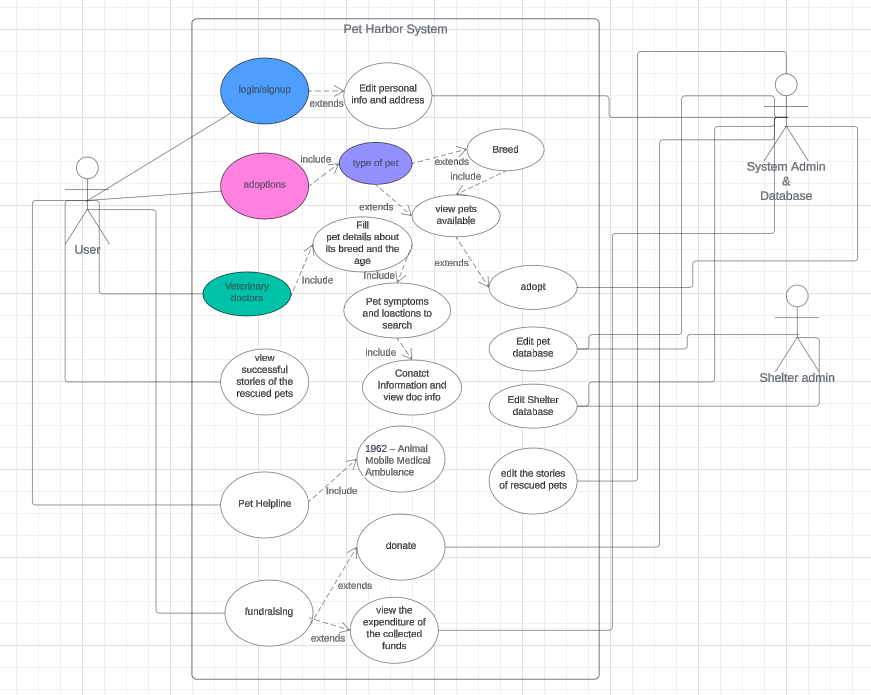 Pet Harbor System
login/signup
extends
Edit personal
info and address
adoptions
include
type of pet
extends
Breed
include
extends
view pets
available
Fill
pet details about
its breed and the
age
extends
System Admin
&
Database
User
Veterinary
doctors
Include
Include
Pet symptoms
and loactions to
search
adopt
include
Edit pet
database
view
successful
stories of the
rescued pets
Conatct
Information and
view doc info
Shelter admin
Edit Shelter
database
1962 – Animal
Mobile Medical
Ambulance
edit the stories
of rescued pets
Pet Helpline
Include
donate
extends
fundraising
extends
view the
expenditure of
the collected
funds